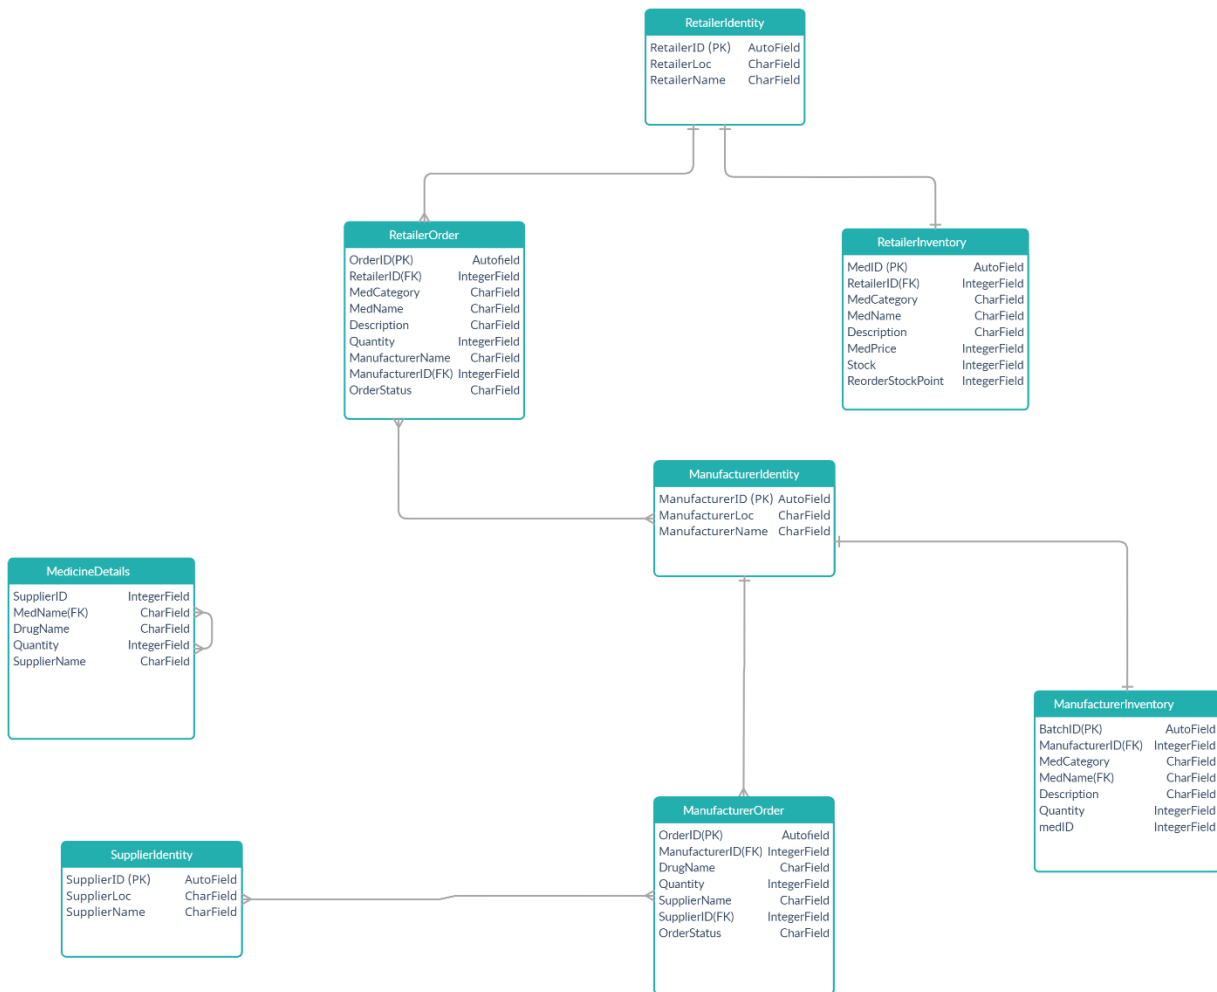 RetailerIdentity
RetailerID (PK) AutoField
RetailerLoc CharField
RetailerName CharField
RetailerOrder
OrderID(PK) Autofield
RetailerID(FK) IntegerField
MedCategory CharField
MedName CharField
Description CharField
Quantity IntegerField
ManufacturerName CharField
ManufacturerID(FK) IntegerField
OrderStatus CharField
RetailerInventory
MedID (PK) AutoField
RetailerID(FK) IntegerField
MedCategory CharField
MedName CharField
Description CharField
MedPrice IntegerField
Stock IntegerField
ReorderStockPoint IntegerField
ManufacturerIdentity
ManufacturerID (PK) AutoField
ManufacturerLoc CharField
ManufacturerName CharField
MedicineDetails
SupplierID IntegerField
MedName(FK) CharField
DrugName CharField
Quantity IntegerField
SupplierName CharField
ManufacturerInventory
BatchID(PK) AutoField
ManufacturerID(FK) IntegerField
MedCategory CharField
MedName(FK) CharField
Description CharField
Quantity IntegerField
medID IntegerField
ManufacturerOrder
OrderID(PK) Autofield
ManufacturerID(FK) IntegerField
DrugName CharField
Quantity IntegerField
SupplierName CharField
SupplierID(FK) IntegerField
OrderStatus CharField
SupplierIdentity
SupplierID (PK) AutoField
SupplierLoc CharField
SupplierName CharField